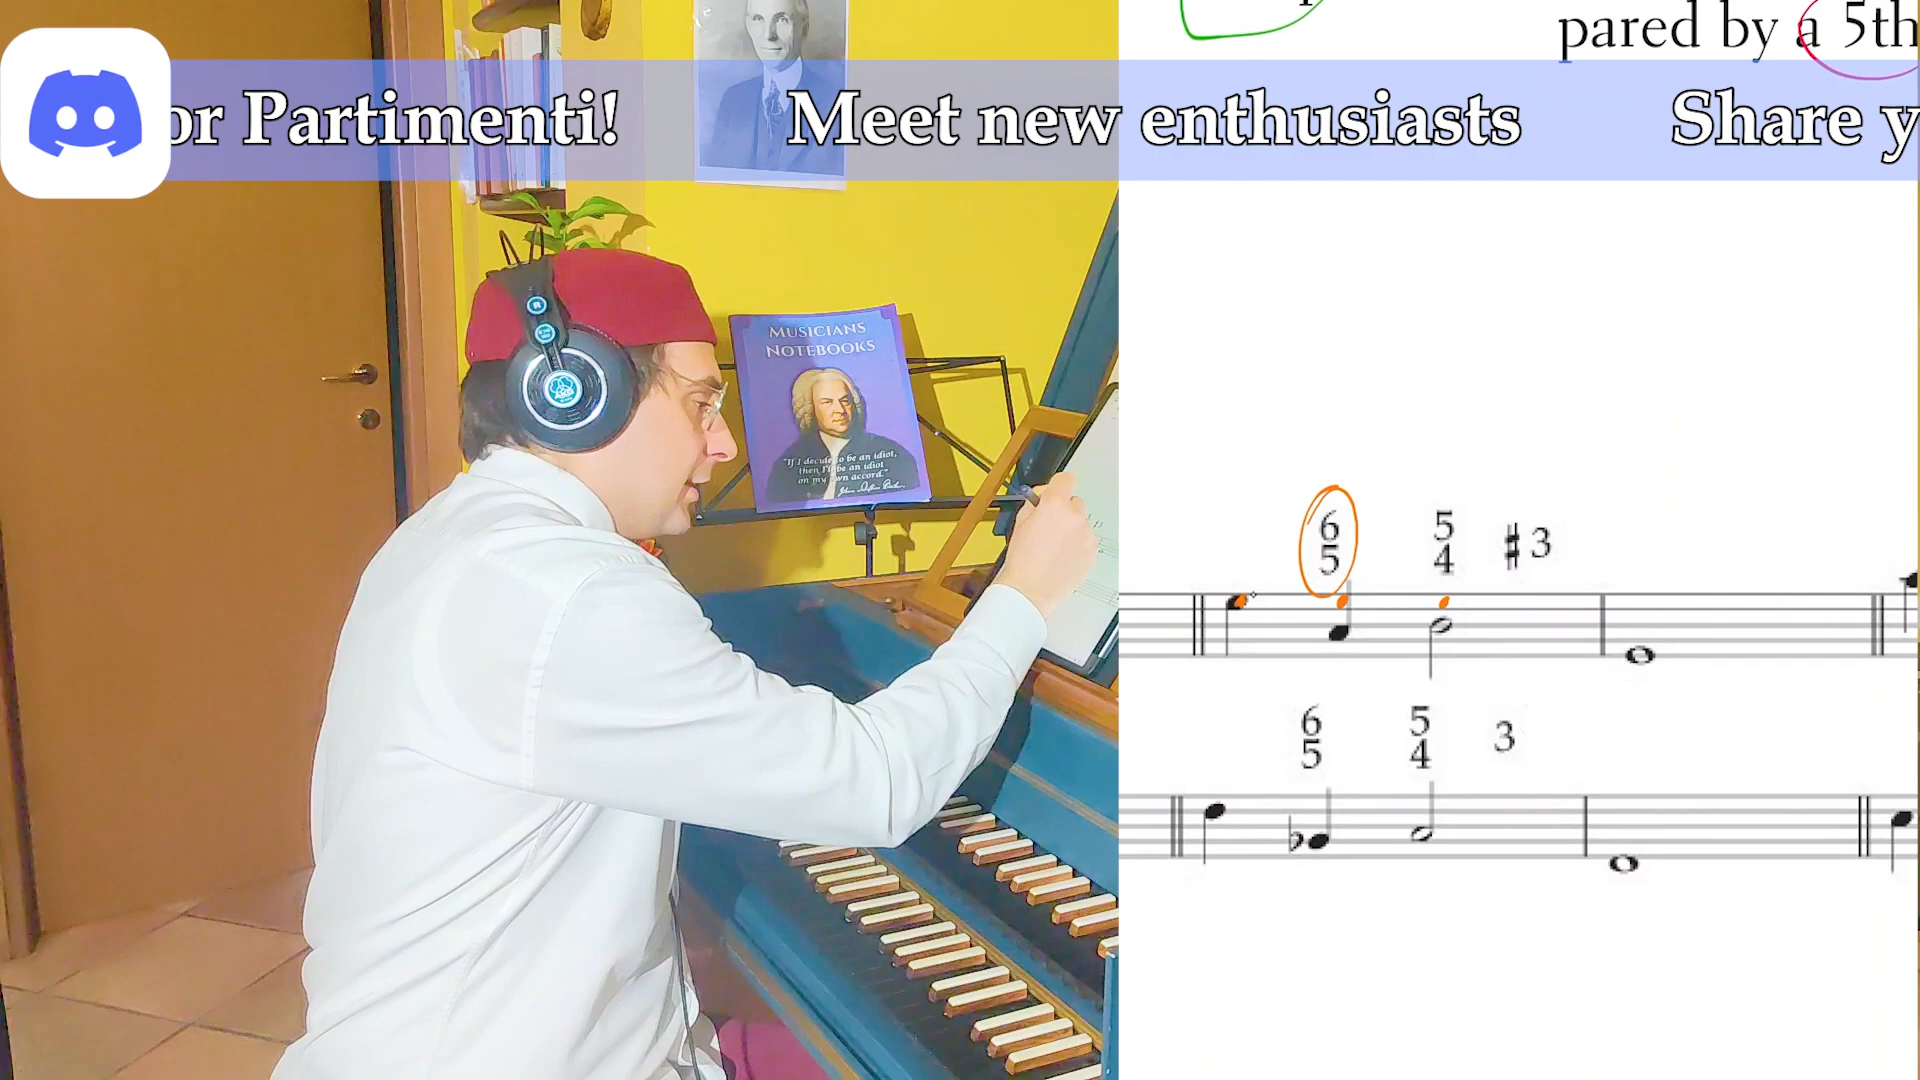 pared by a 5th
or Partimenti! Meet new enthusiasts Share y
MUSICIANS
NOTEBOOKS
"If I decide to be an idiot,
then I'll be an idiot
on my own accord."
6 5 ♯3
5 4
6 5 3
5 4